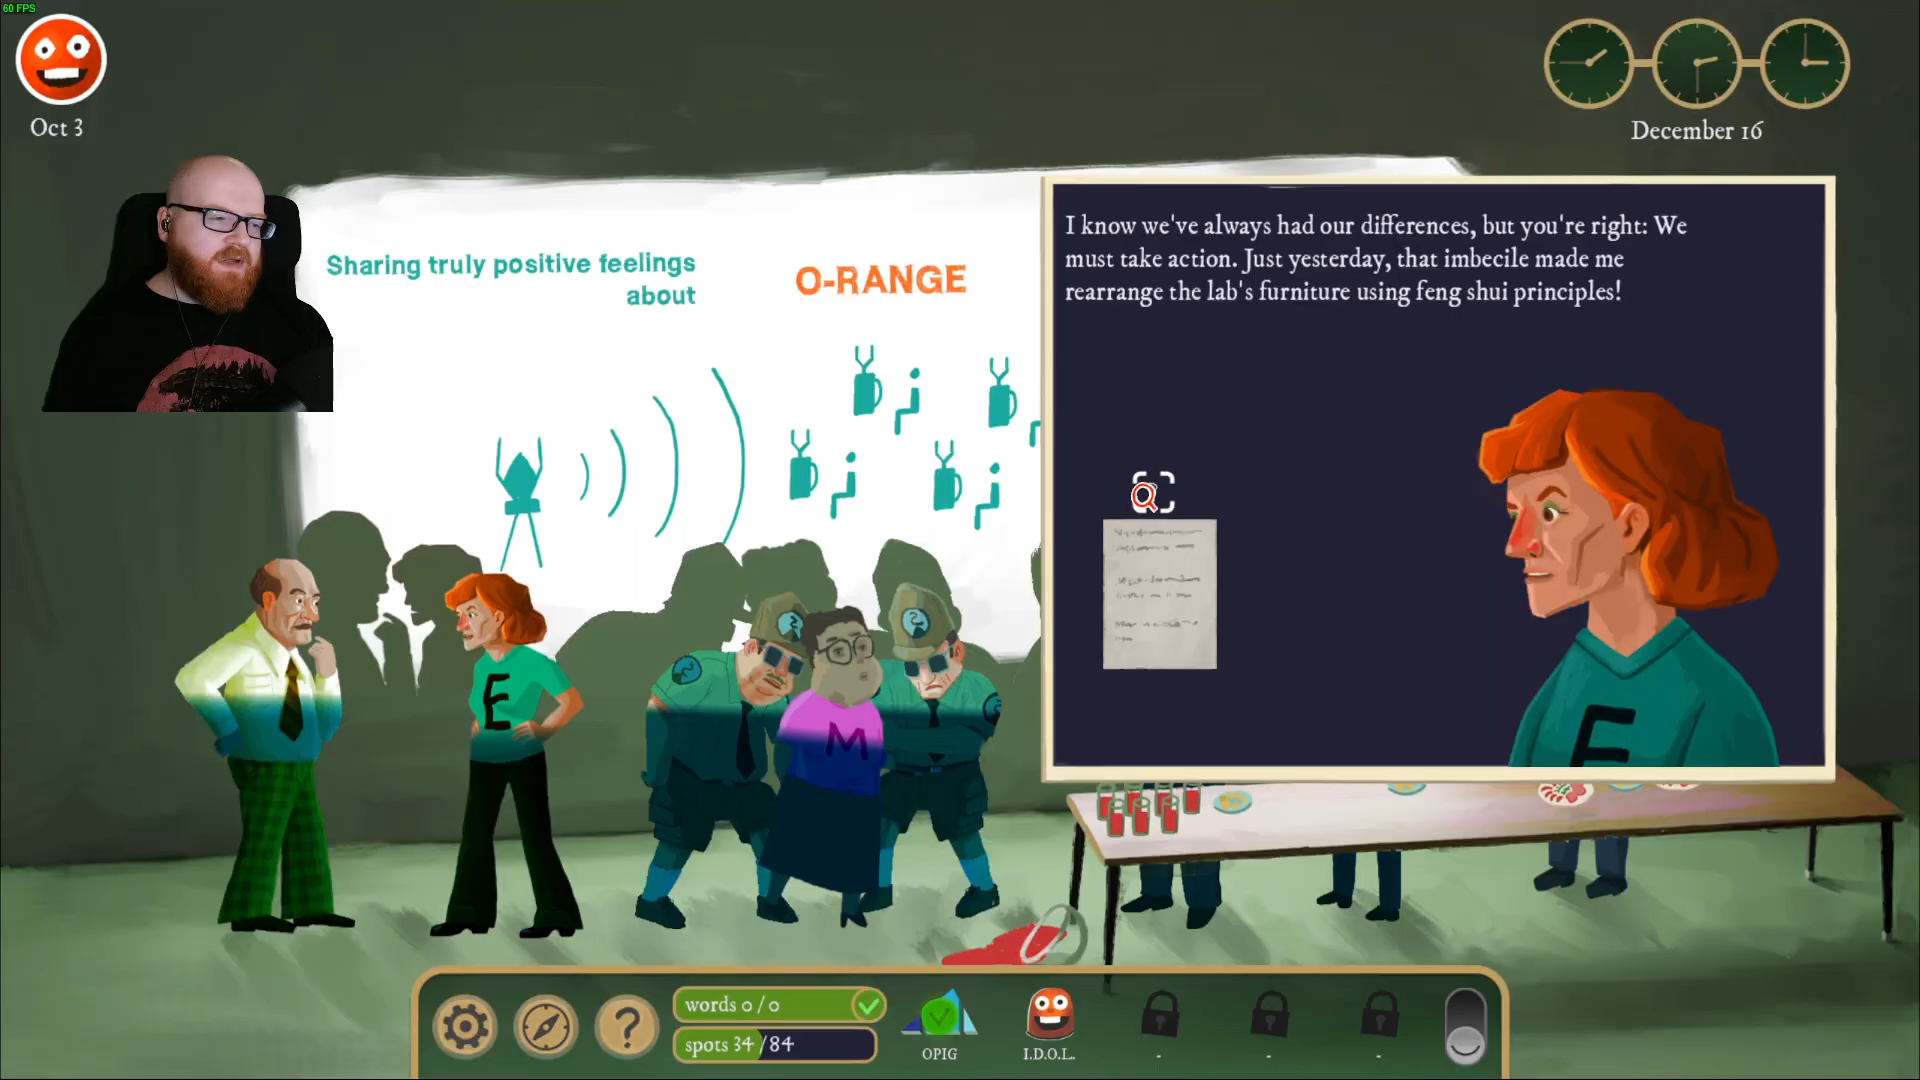 60 FPS
Oct 3
December 16
Sharing truly positive feelings
about
O-RANGE
I know we've always had our differences, but you're right: We
must take action. Just yesterday, that imbecile made me
rearrange the lab's furniture using feng shui principles!
E
E
M
words 0/0
spots 34/84
?
OPIG
I.D.O.L.
-
-
-